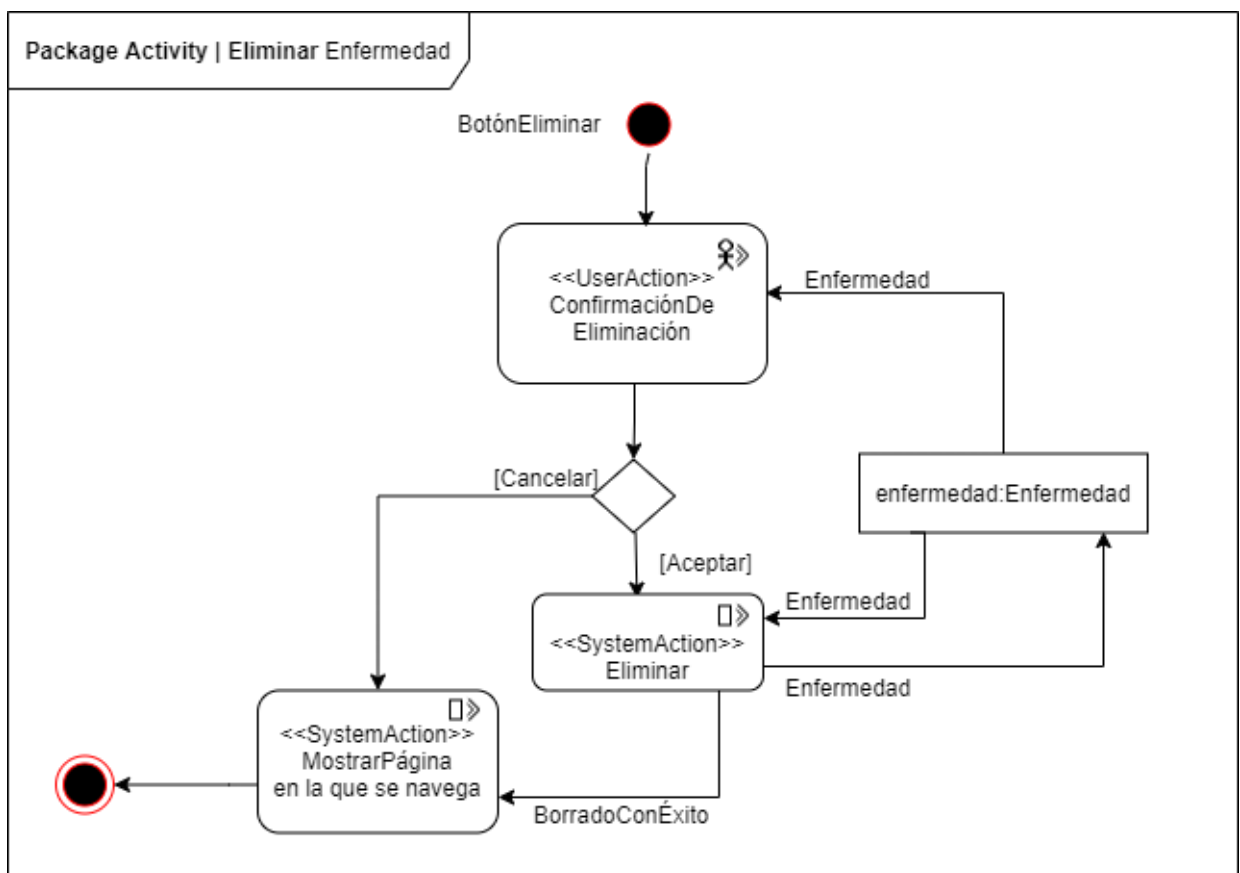 Package Activity | Eliminar Enfermedad
BotónEliminar
<<UserAction>>
ConfirmaciónDe
Eliminación
Enfermedad
[Cancelar]
enfermedad:Enfermedad
[Aceptar]
Enfermedad
<<SystemAction>>
Eliminar
Enfermedad
<<SystemAction>>
MostrarPágina
en la que se navega
BorradoConÉxito